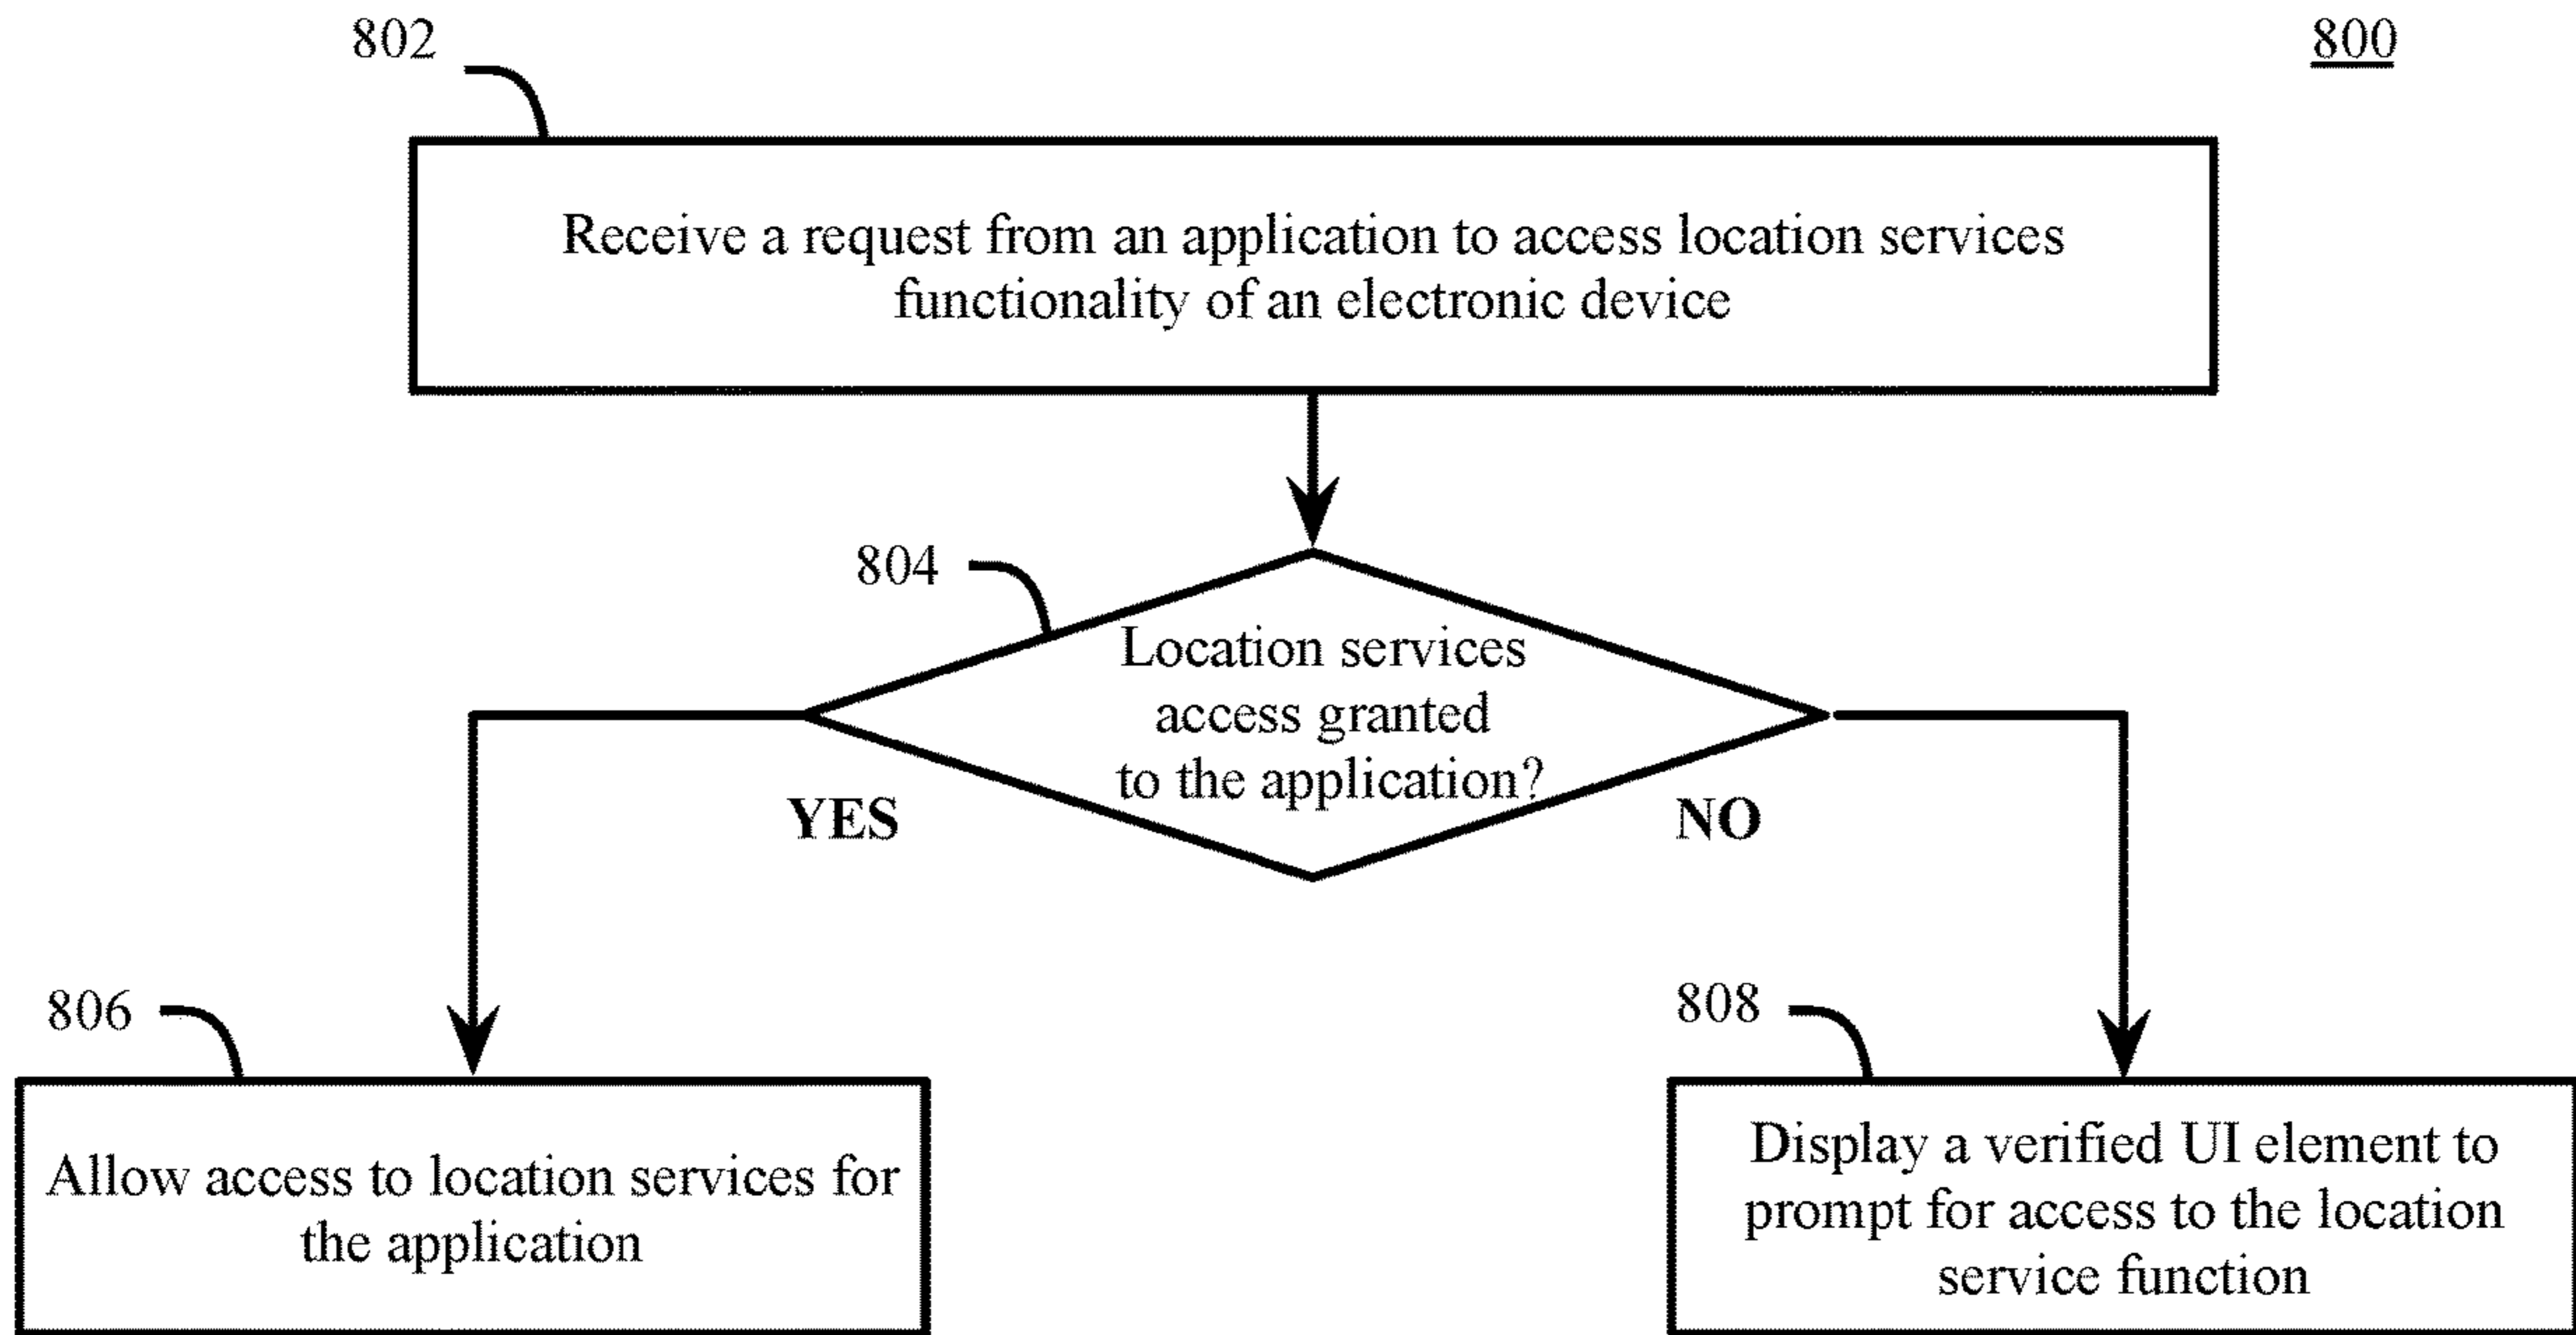 802
800
Receive a request from an application to access location services
functionality of an electronic device
804
Location services
access granted
to the application?
YES
NO
806
808
Allow access to location services for
the application
Display a verified UI element to
prompt for access to the location
service function